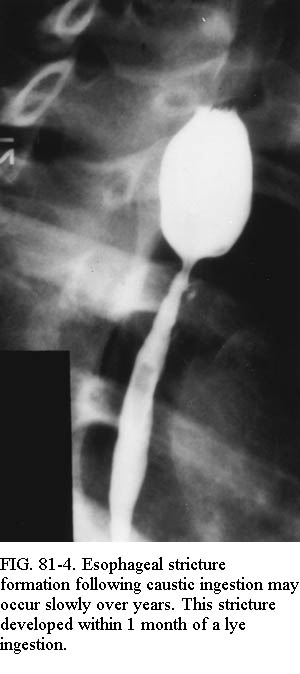 FIG. 81-4. Esophageal stricture
formation following caustic ingestion may
occur slowly over years. This stricture
developed within 1 month of a lye
ingestion.